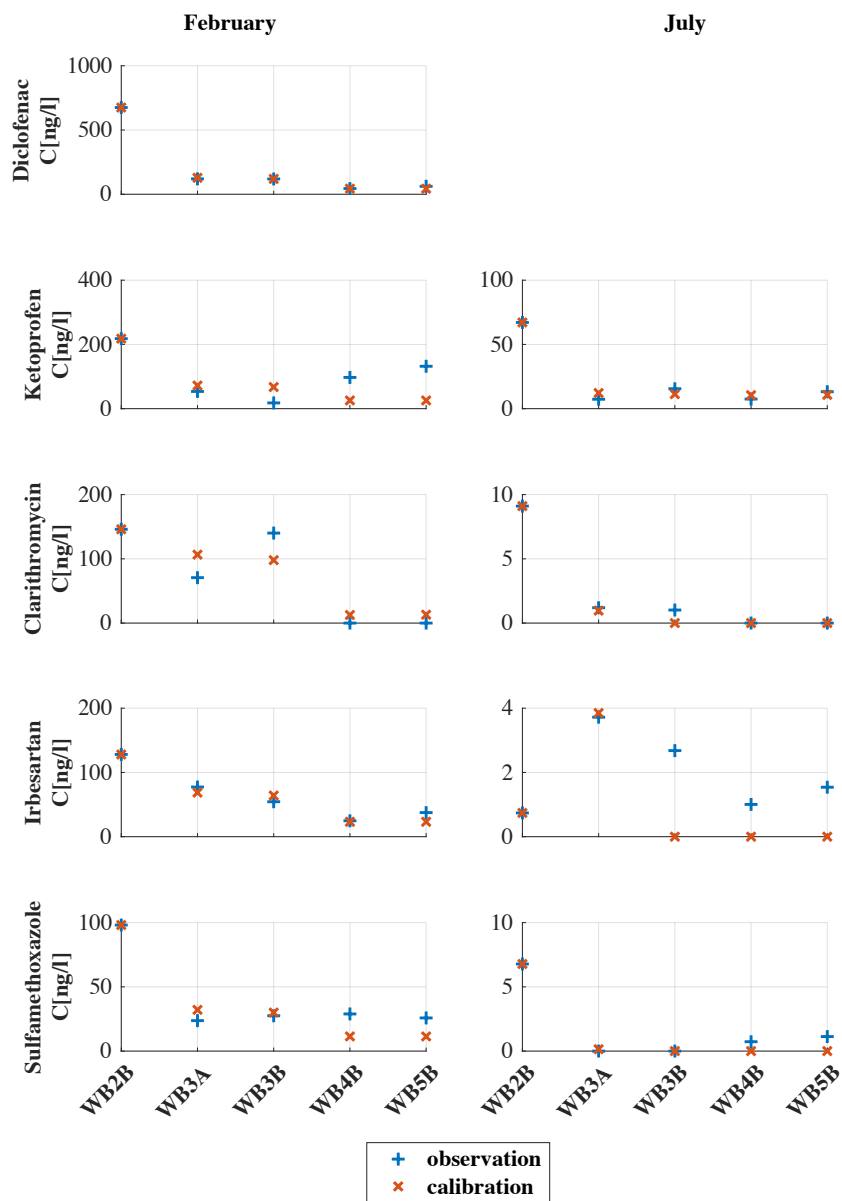 February July
Diclofenac
C[ng/l]
1000
500
0
Ketoprofen
C[ng/l]
400
200
0
100
50
0
Clarithromycin
C[ng/l]
200
100
0
10
5
0
Irbesartan
C[ng/l]
200
100
0
4
2
0
Sulfamethoxazole
C[ng/l]
100
50
0
10
5
0
WB2B WB3A WB3B WB4B WB5B
WB2B WB3A WB3B WB4B WB5B
observation
calibration